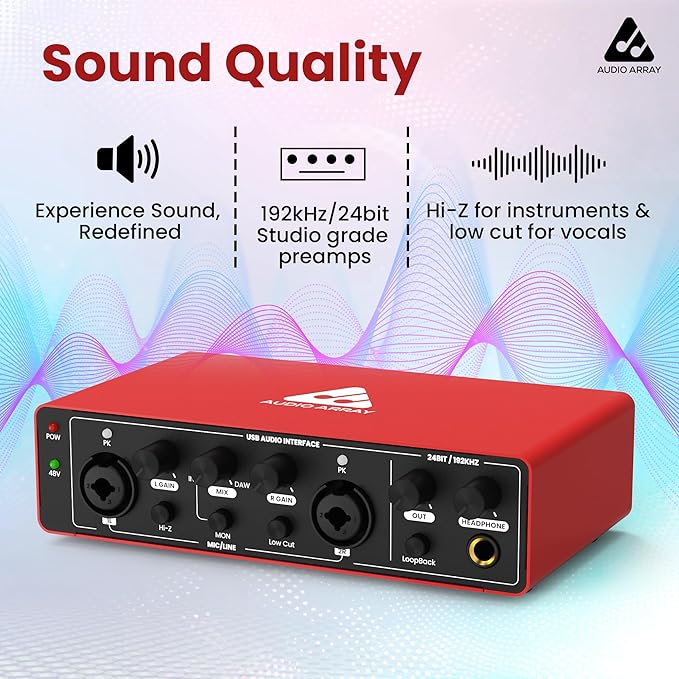 Sound Quality
AUDIO ARRAY
Experience Sound,
Redefined
192kHz/24bit
Studio grade
preamps
Hi-Z for instruments &
low cut for vocals
AUDIO ARRAY
USB AUDIO INTERFACE
24BIT / 192KHZ
POW
PK
PK
48V
L GAIN
IN
MIX
DAW
R GAIN
OUT
HEADPHONE
Hi-Z
MON
Low Cut
LoopBack
MIC/LINE
2R